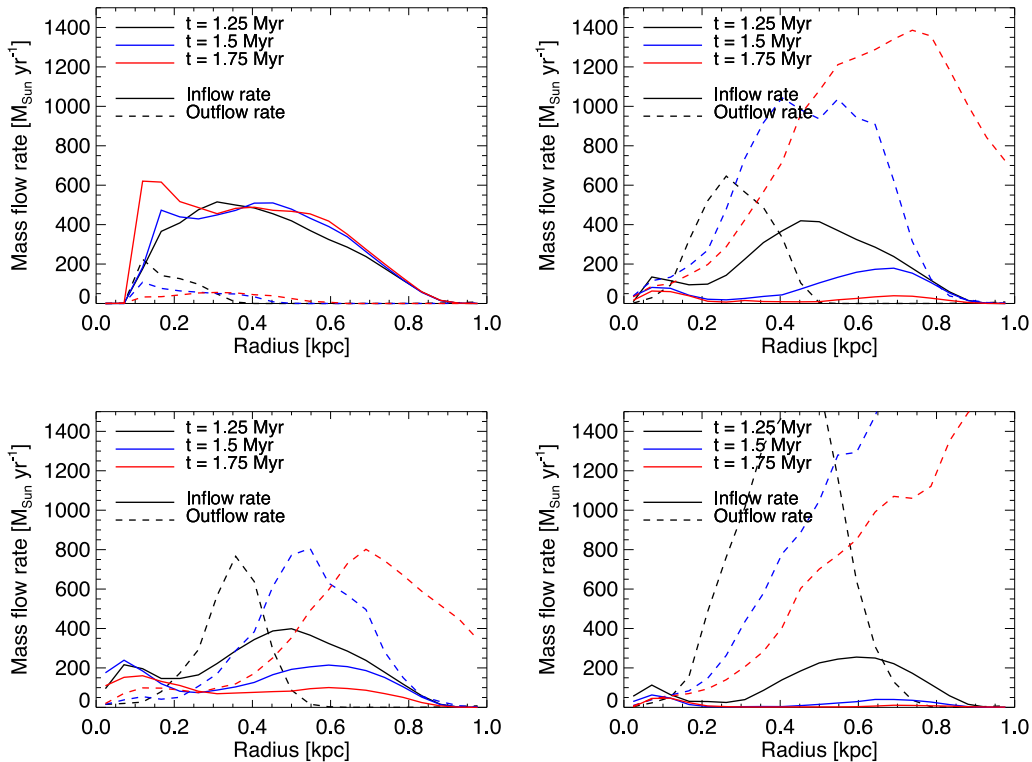 t = 1.25 Myr
t = 1.5 Myr
t = 1.75 Myr
Inflow rate
Outflow rate
Mass flow rate [M_Sun yr⁻¹]
1400
1200
1000
800
600
400
200
0
0.0 0.2 0.4 0.6 0.8 1.0
Radius [kpc]
t = 1.25 Myr
t = 1.5 Myr
t = 1.75 Myr
Inflow rate
Outflow rate
Mass flow rate [M_Sun yr⁻¹]
1400
1200
1000
800
600
400
200
0
0.0 0.2 0.4 0.6 0.8 1.0
Radius [kpc]
t = 1.25 Myr
t = 1.5 Myr
t = 1.75 Myr
Inflow rate
Outflow rate
Mass flow rate [M_Sun yr⁻¹]
1400
1200
1000
800
600
400
200
0
0.0 0.2 0.4 0.6 0.8 1.0
Radius [kpc]
t = 1.25 Myr
t = 1.5 Myr
t = 1.75 Myr
Inflow rate
Outflow rate
Mass flow rate [M_Sun yr⁻¹]
1400
1200
1000
800
600
400
200
0
0.0 0.2 0.4 0.6 0.8 1.0
Radius [kpc]